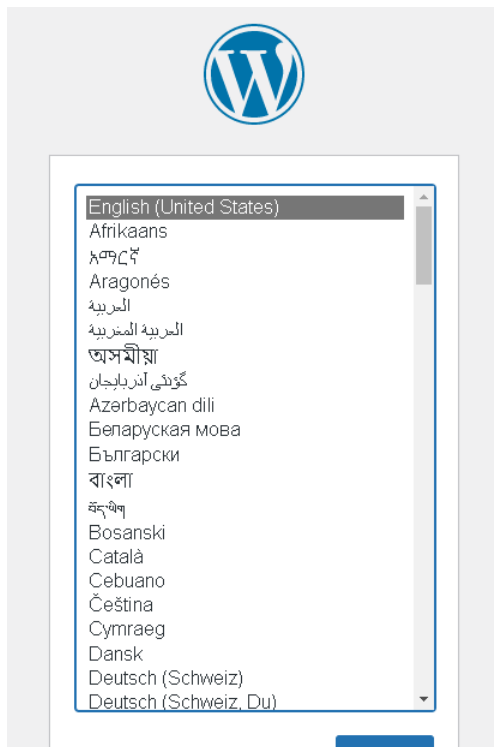 English (United States)
Afrikaans
አማርኛ
Aragonés
العربية
العربية المغربية
অসমীয়া
گؤنئی آذربایجان
Azərbaycan dili
Беларуская мова
Български
বাংলা
བོད་ཡིག
Bosanski
Català
Cebuano
Čeština
Cymraeg
Dansk
Deutsch (Schweiz)
Deutsch (Schweiz, Du)